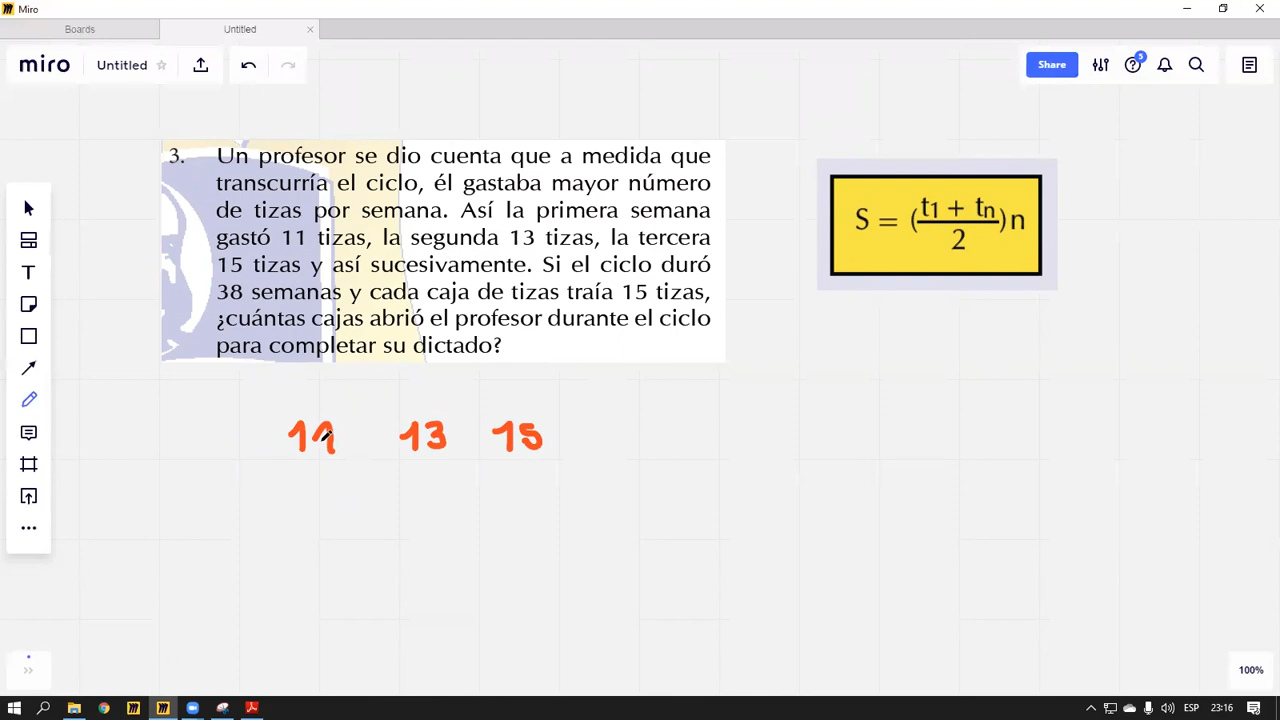 Miro
Boards
Untitled
miro
Untitled
Share
5
3. Un profesor se dio cuenta que a medida que
transcurría el ciclo, él gastaba mayor número
de tizas por semana. Así la primera semana
gastó 11 tizas, la segunda 13 tizas, la tercera
15 tizas y así sucesivamente. Si el ciclo duró
38 semanas y cada caja de tizas traía 15 tizas,
¿cuántas cajas abrió el profesor durante el ciclo
para completar su dictado?
S = (t1 + tn / 2)n
11 13 15
100%
ESP 23:16